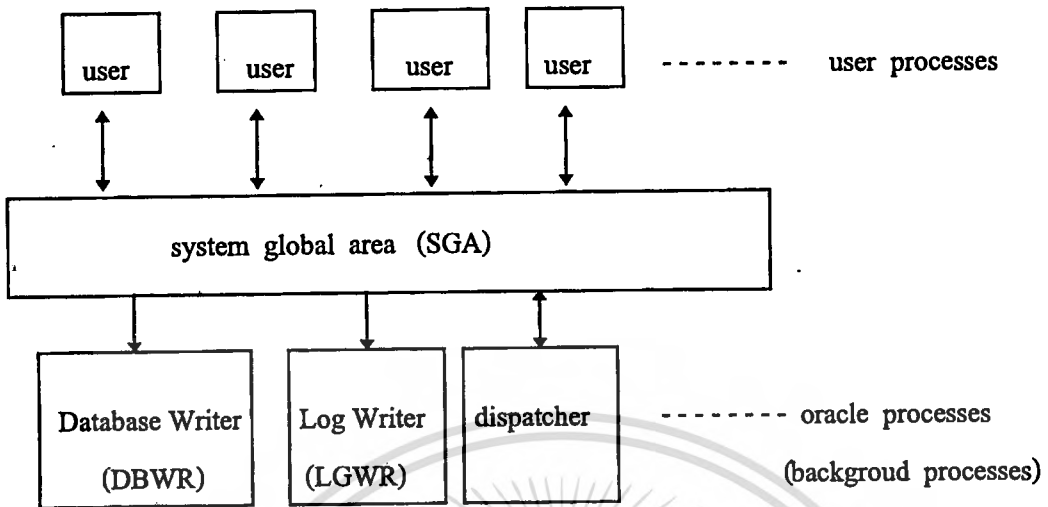 user user user user ------- user processes
system global area (SGA)
Database Writer Log Writer dispatcher ------- oracle processes
(DBWR) (LGWR) (backgroud processes)